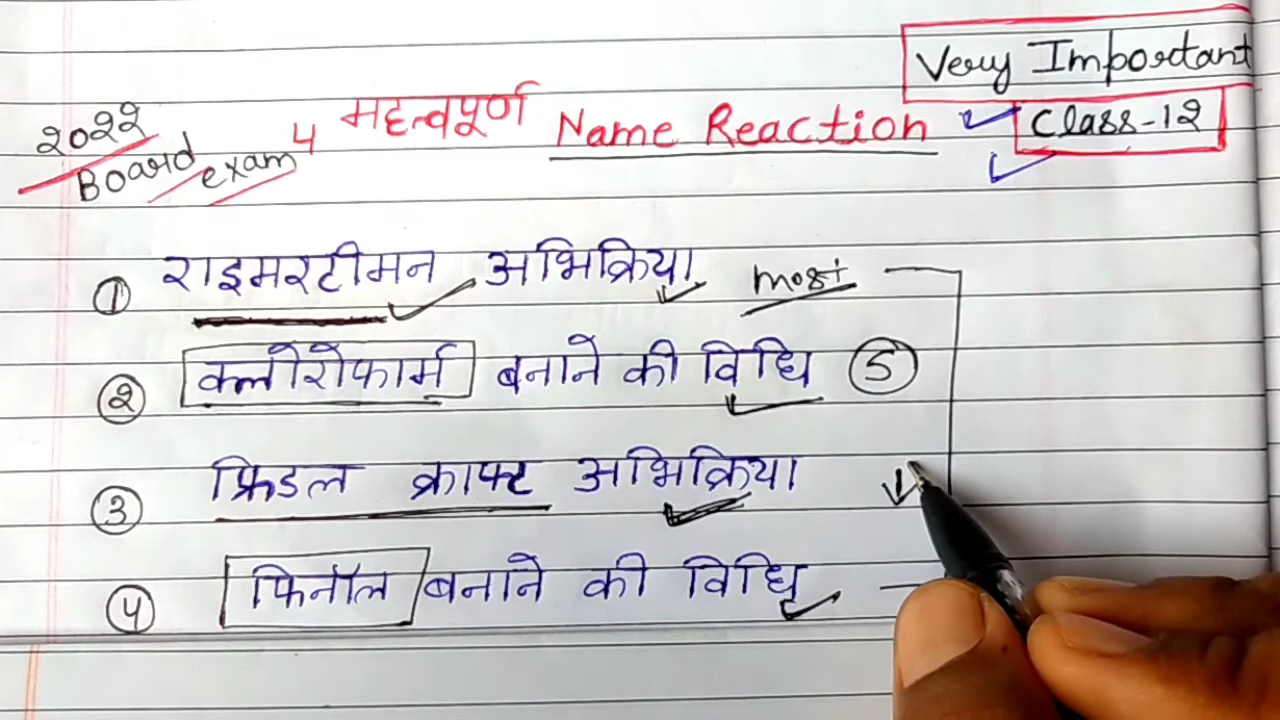 Very Important
2022 Board exam 4 महत्वपूर्ण Name Reaction Class-12
① राइमरटीमन अभिक्रिया most
② क्लोरोफार्म बनाने की विधि ⑤
③ फ्रिडल क्राफ्ट अभिक्रिया
④ फिनॉल बनाने की विधि